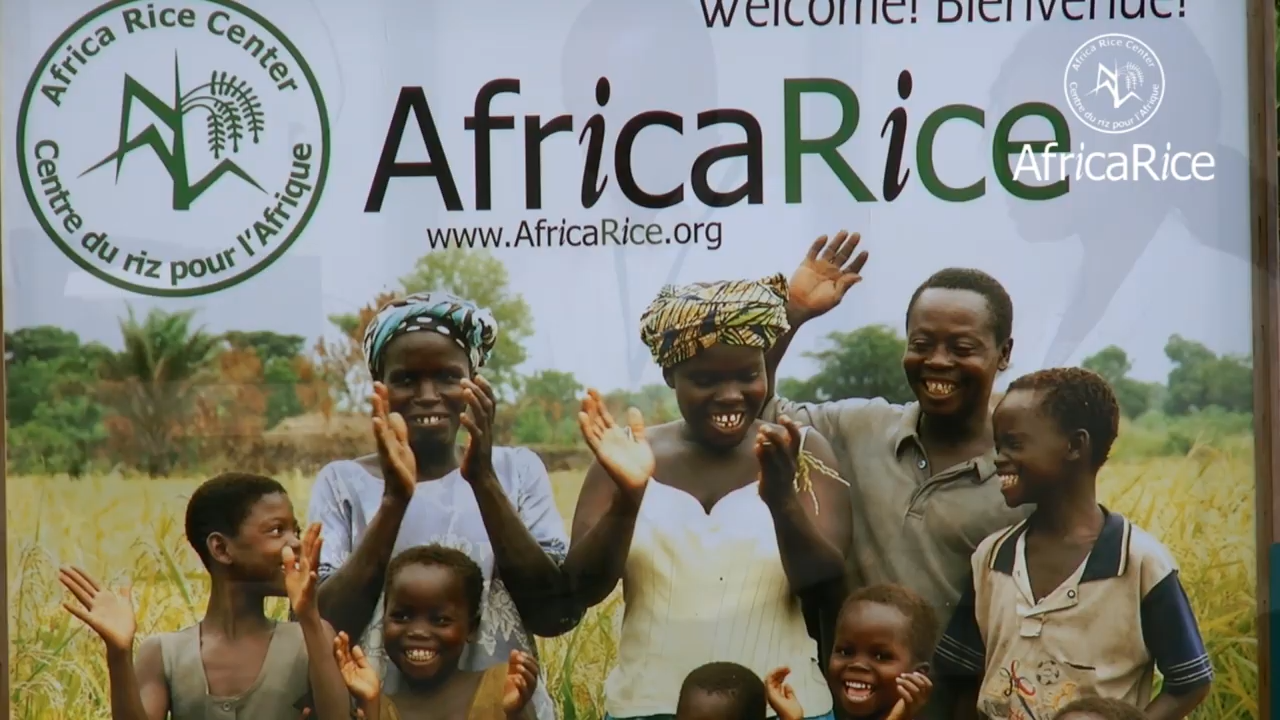 Welcome! Bienvenue!
Africa Rice Center
Centre du riz pour l'Afrique
AfricaRice
www.AfricaRice.org
Africa Rice Center
Centre du riz pour l'Afrique
AfricaRice